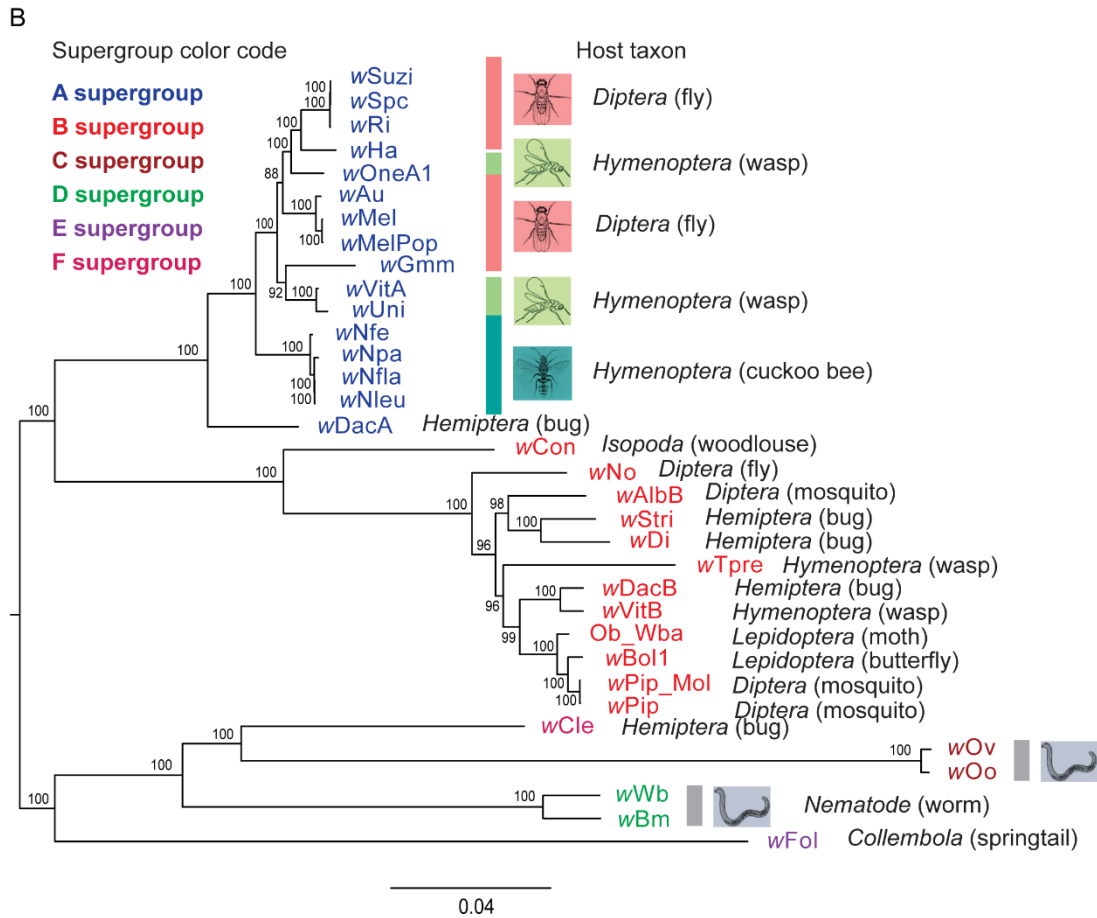 B
Supergroup color code
Host taxon
A supergroup
B supergroup
C supergroup
D supergroup
E supergroup
F supergroup
100
wSuzi
100
wSpc
100
wRi
Diptera (fly)
100
wHa
100
wOneA1
Hymenoptera (wasp)
88
wAu
100
wMel
100
wMelPop
Diptera (fly)
100
wGmm
92
100
wVitA
100
wUni
Hymenoptera (wasp)
100
wNfe
100
wNpa
100
wNfla
100
wNleu
Hymenoptera (cuckoo bee)
100
wDacA Hemiptera (bug)
100
wCon Isopoda (woodlouse)
100
wNo Diptera (fly)
100
98
wAlbB Diptera (mosquito)
100
wStri Hemiptera (bug)
wDi Hemiptera (bug)
96
wTpre Hymenoptera (wasp)
96
100
wDacB Hemiptera (bug)
wVitB Hymenoptera (wasp)
99
100
Ob_Wba Lepidoptera (moth)
wBol1 Lepidoptera (butterfly)
100
wPip_Mol Diptera (mosquito)
100
wPip Diptera (mosquito)
wCle Hemiptera (bug)
100
100
wOv
wOo
100
100
wWb
wBm
Nematode (worm)
100
wFol Collembola (springtail)
0.04